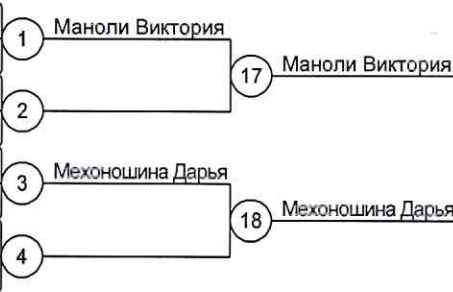 1 Маноли Виктория
17 Маноли Виктория
2
3 Мехоношина Дарья
18 Мехоношина Дарья
4